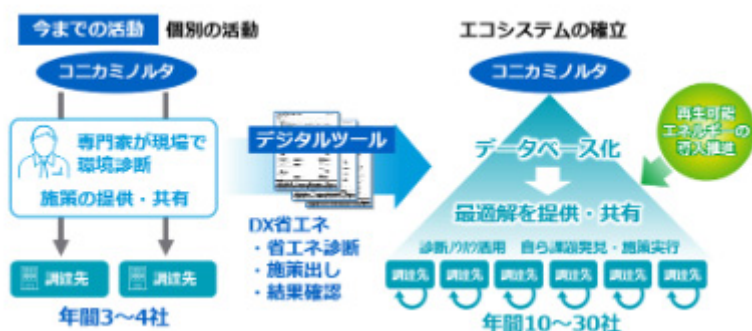 今までの活動 個別の活動
コニカミノルタ
専門家が現場で
環境診断
施策の提供・共有
調達先 調達先
年間3～4社
デジタルツール
DX省エネ
・省エネ診断
・施策出し
・結果確認
エコシステムの確立
コニカミノルタ
再生可能
エネルギーの
導入推進
データベース化
最適解を提供・共有
診断ノウハウ活用 自ら課題発見・施策実行
調達先 調達先 調達先 調達先 調達先 調達先
年間10～30社